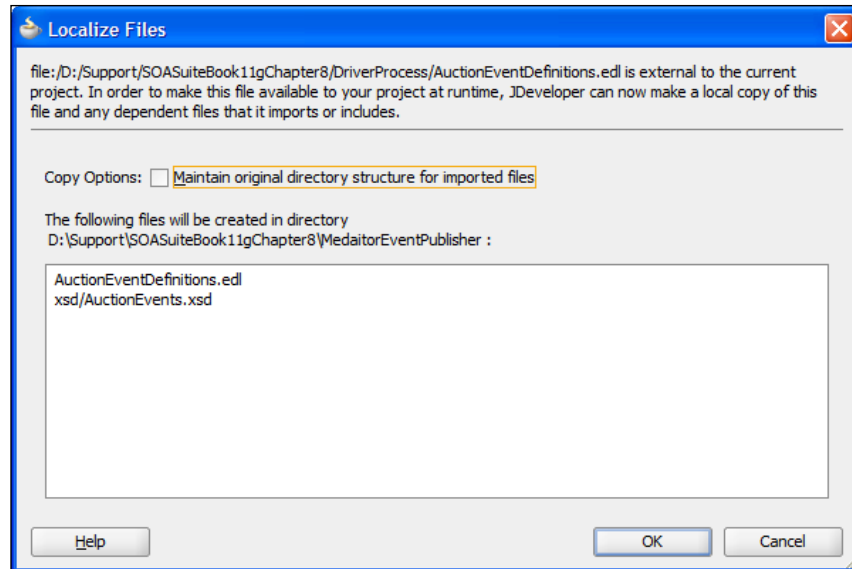 Localize Files
file:/D:/Support/SOASuiteBook11gChapter8/DriverProcess/AuctionEventDefinitions.edl is external to the current
project. In order to make this file available to your project at runtime, JDeveloper can now make a local copy of this
file and any dependent files that it imports or includes.
Copy Options: Maintain original directory structure for imported files
The following files will be created in directory
D:\Support\SOASuiteBook11gChapter8\MedaitorEventPublisher :
AuctionEventDefinitions.edl
xsd/AuctionEvents.xsd
Help OK Cancel